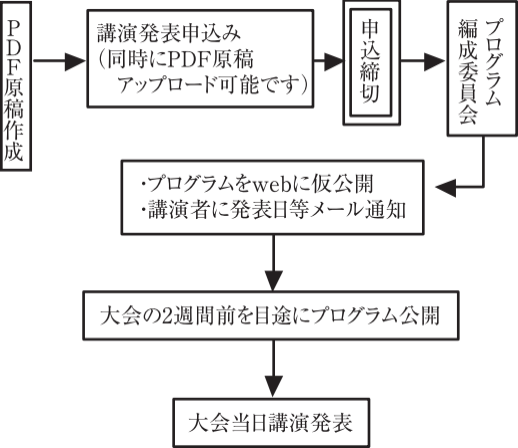 PDF原稿作成
講演発表申込み
（同時にPDF原稿
アップロード可能です）
申込締切
プログラム
編成委員会
・プログラムをwebに仮公開
・講演者に発表日等メール通知
大会の2週間前を目途にプログラム公開
大会当日講演発表